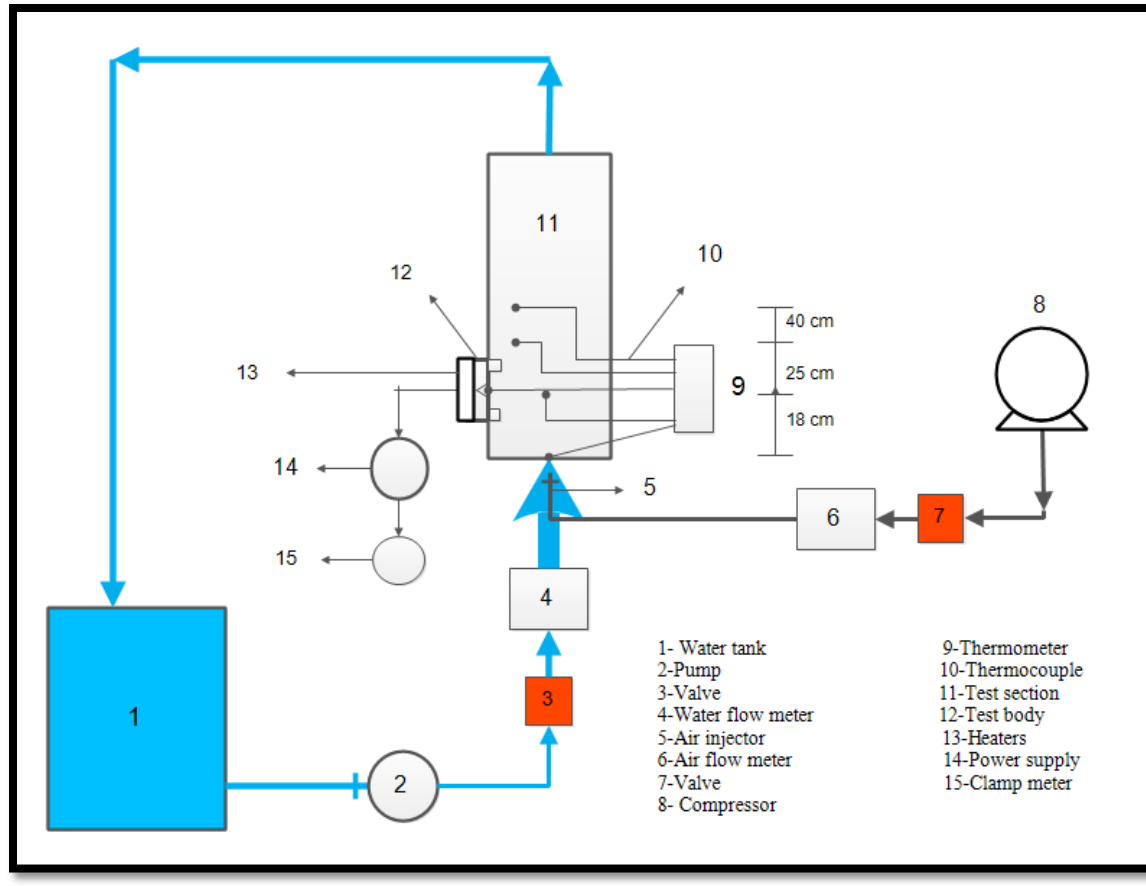 11
12
10
8
40 cm
13
25 cm
9
18 cm
14
5
6
7
15
4
1- Water tank
2-Pump
3-Valve
4-Water flow meter
5-Air injector
6-Air flow meter
7-Valve
8- Compressor
9-Thermometer
10-Thermocouple
11-Test section
12-Test body
13-Heaters
14-Power supply
15-Clamp meter
3
1
2